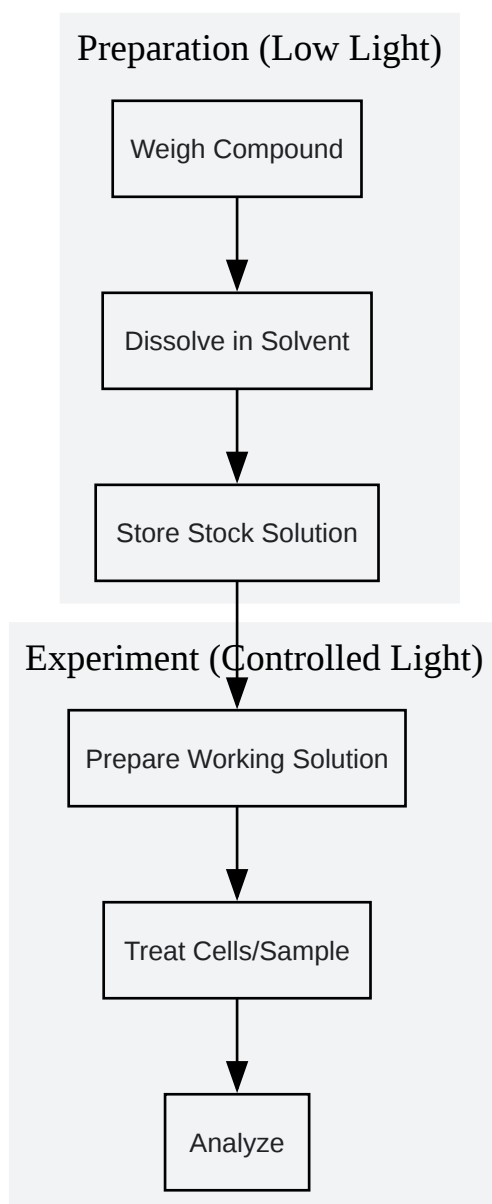 Preparation (Low Light)
Weigh Compound
Dissolve in Solvent
Store Stock Solution
Experiment (Controlled Light)
Prepare Working Solution
Treat Cells/Sample
Analyze